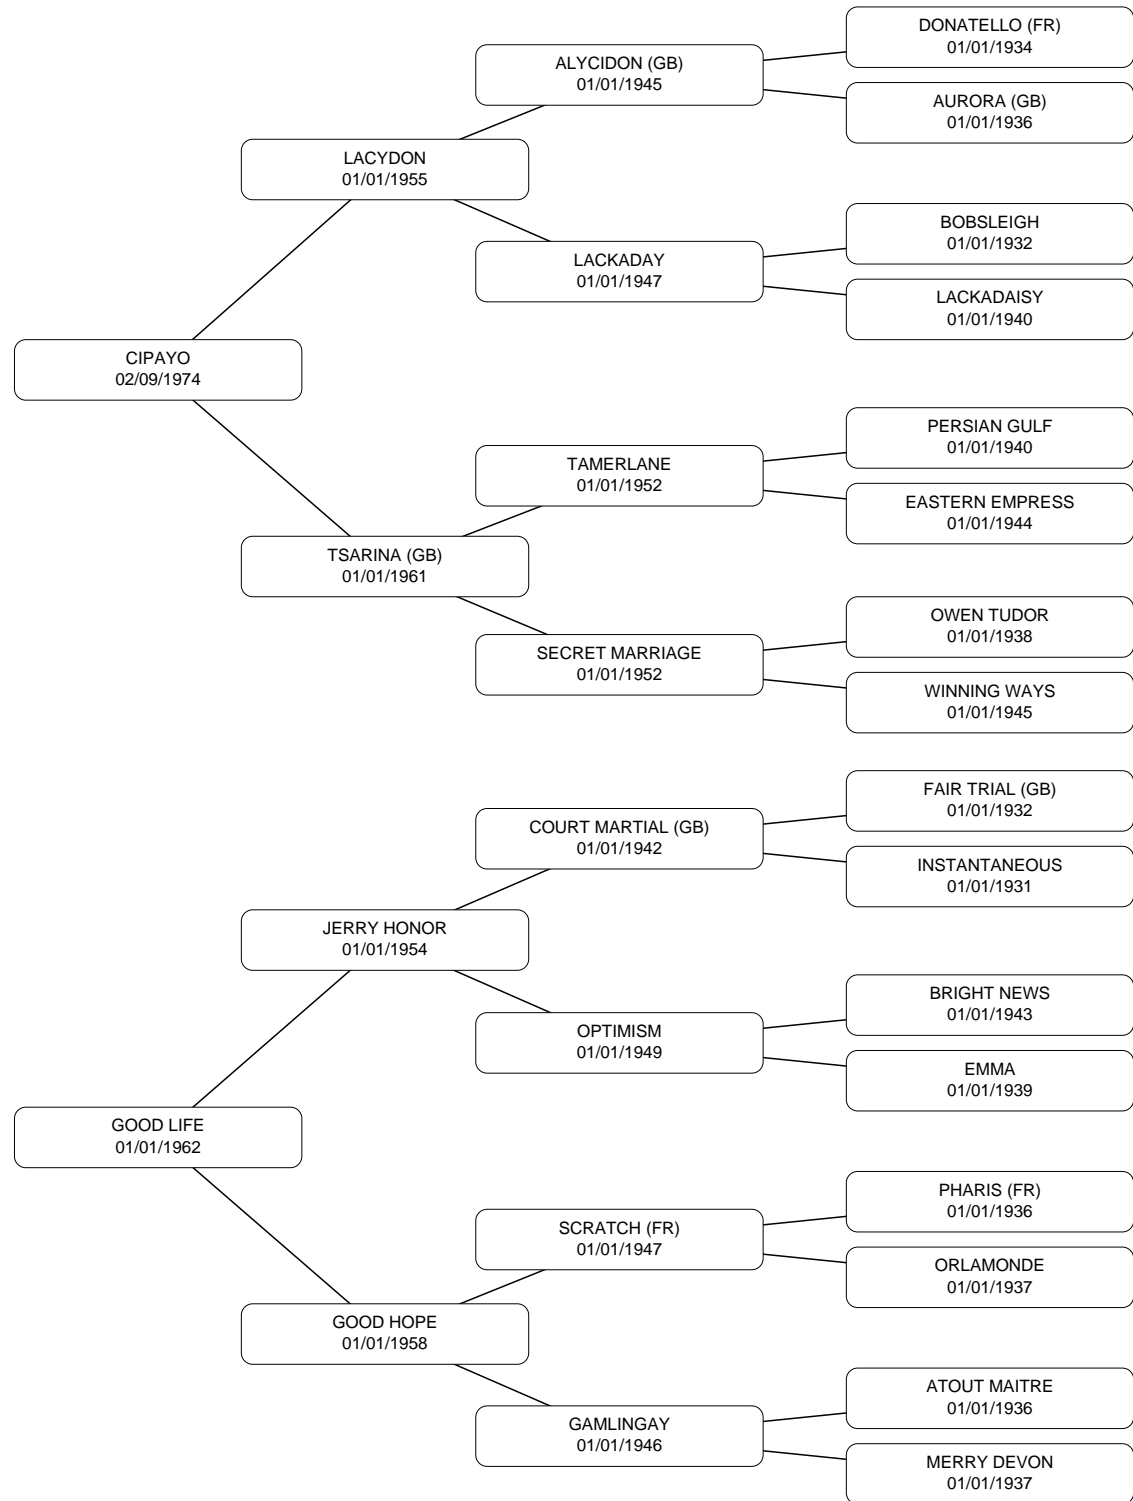 DONATELLO (FR)
01/01/1934
ALYCIDON (GB)
01/01/1945
AURORA (GB)
01/01/1936
LACYDON
01/01/1955
BOBSLEIGH
01/01/1932
LACKADAY
01/01/1947
LACKADAISY
01/01/1940
CIPAYO
02/09/1974
PERSIAN GULF
01/01/1940
TAMERLANE
01/01/1952
EASTERN EMPRESS
01/01/1944
TSARINA (GB)
01/01/1961
OWEN TUDOR
01/01/1938
SECRET MARRIAGE
01/01/1952
WINNING WAYS
01/01/1945
FAIR TRIAL (GB)
01/01/1932
COURT MARTIAL (GB)
01/01/1942
INSTANTANEOUS
01/01/1931
JERRY HONOR
01/01/1954
BRIGHT NEWS
01/01/1943
OPTIMISM
01/01/1949
EMMA
01/01/1939
GOOD LIFE
01/01/1962
PHARIS (FR)
01/01/1936
SCRATCH (FR)
01/01/1947
ORLAMONDE
01/01/1937
GOOD HOPE
01/01/1958
ATOUT MAITRE
01/01/1936
GAMLINGAY
01/01/1946
MERRY DEVON
01/01/1937